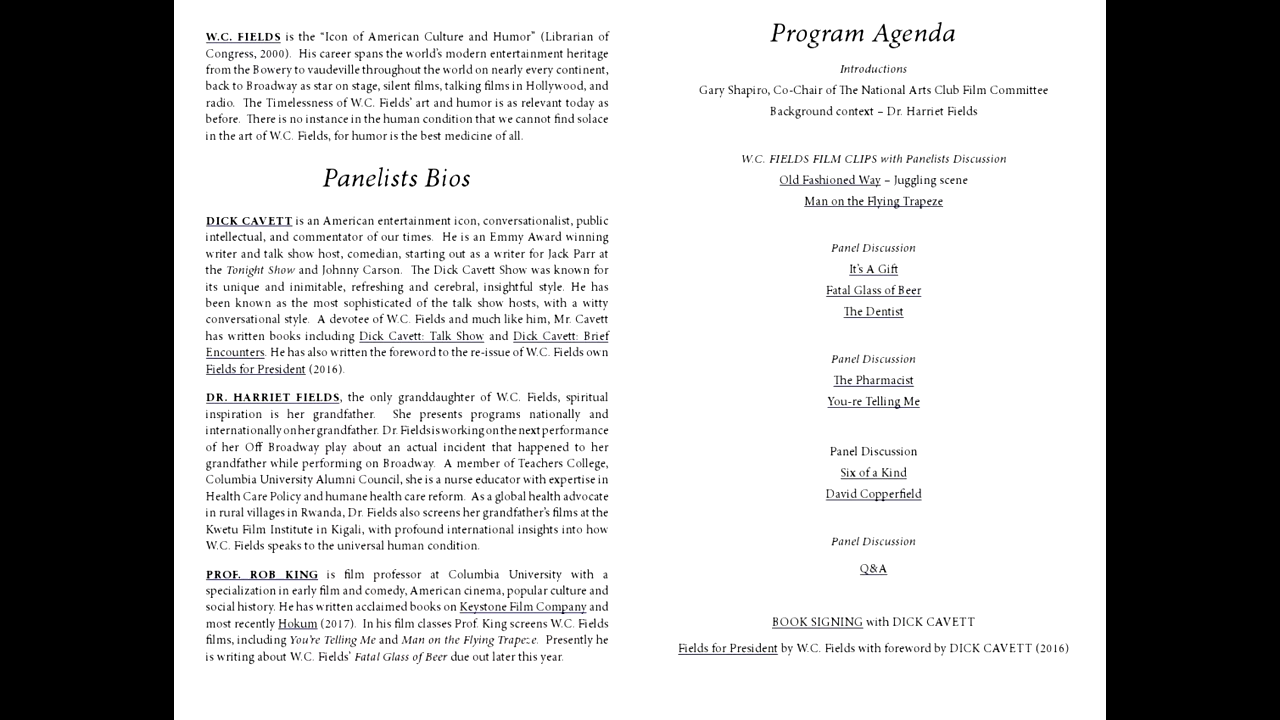 W.C. FIELDS is the “Icon of American Culture and Humor” (Librarian of
Congress, 2000). His career spans the world’s modern entertainment heritage
from the Bowery to vaudeville throughout the world on nearly every continent,
back to Broadway as star on stage, silent films, talking films in Hollywood, and
radio. The Timelessness of W.C. Fields’ art and humor is as relevant today as
before. There is no instance in the human condition that we cannot find solace
in the art of W.C. Fields, for humor is the best medicine of all.
Panelists Bios
DICK CAVETT is an American entertainment icon, conversationalist, public
intellectual, and commentator of our times. He is an Emmy Award winning
writer and talk show host, comedian, starting out as a writer for Jack Parr at
the Tonight Show and Johnny Carson. The Dick Cavett Show was known for
its unique and inimitable, refreshing and cerebral, insightful style. He has
been known as the most sophisticated of the talk show hosts, with a witty
conversational style. A devotee of W.C. Fields and much like him, Mr. Cavett
has written books including Dick Cavett: Talk Show and Dick Cavett: Brief
Encounters. He has also written the foreword to the re-issue of W.C. Fields own
Fields for President (2016).
DR. HARRIET FIELDS, the only granddaughter of W.C. Fields, spiritual
inspiration is her grandfather. She presents programs nationally and
internationally on her grandfather. Dr. Fields is working on the next performance
of her Off Broadway play about an actual incident that happened to her
grandfather while performing on Broadway. A member of Teachers College,
Columbia University Alumni Council, she is a nurse educator with expertise in
Health Care Policy and humane health care reform. As a global health advocate
in rural villages in Rwanda, Dr. Fields also screens her grandfather’s films at the
Kwetu Film Institute in Kigali, with profound international insights into how
W.C. Fields speaks to the universal human condition.
PROF. ROB KING is film professor at Columbia University with a
specialization in early film and comedy, American cinema, popular culture and
social history. He has written acclaimed books on Keystone Film Company and
most recently Hokum (2017). In his film classes Prof. King screens W.C. Fields
films, including You’re Telling Me and Man on the Flying Trapeze. Presently he
is writing about W.C. Fields’ Fatal Glass of Beer due out later this year.
Program Agenda
Introductions
Gary Shapiro, Co-Chair of The National Arts Club Film Committee
Background context – Dr. Harriet Fields
W.C. FIELDS FILM CLIPS with Panelists Discussion
Old Fashioned Way – Juggling scene
Man on the Flying Trapeze
Panel Discussion
It’s A Gift
Fatal Glass of Beer
The Dentist
Panel Discussion
The Pharmacist
You-re Telling Me
Panel Discussion
Six of a Kind
David Copperfield
Panel Discussion
Q&A
BOOK SIGNING with DICK CAVETT
Fields for President by W.C. Fields with foreword by DICK CAVETT (2016)